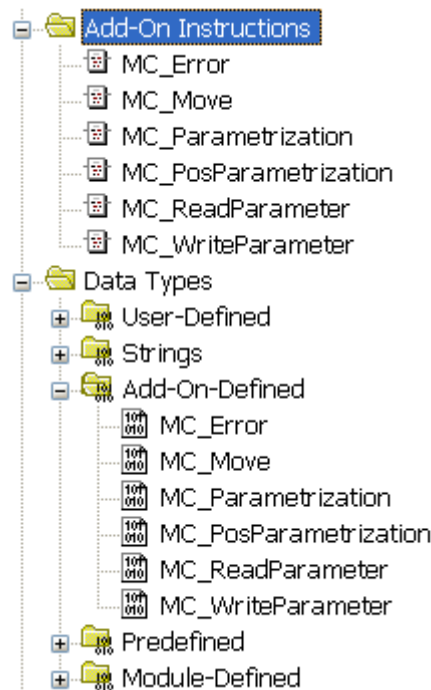 Add-On Instructions
MC_Error
MC_Move
MC_Parametrization
MC_PosParametrization
MC_ReadParameter
MC_WriteParameter
Data Types
User-Defined
Strings
Add-On-Defined
MC_Error
MC_Move
MC_Parametrization
MC_PosParametrization
MC_ReadParameter
MC_WriteParameter
Predefined
Module-Defined